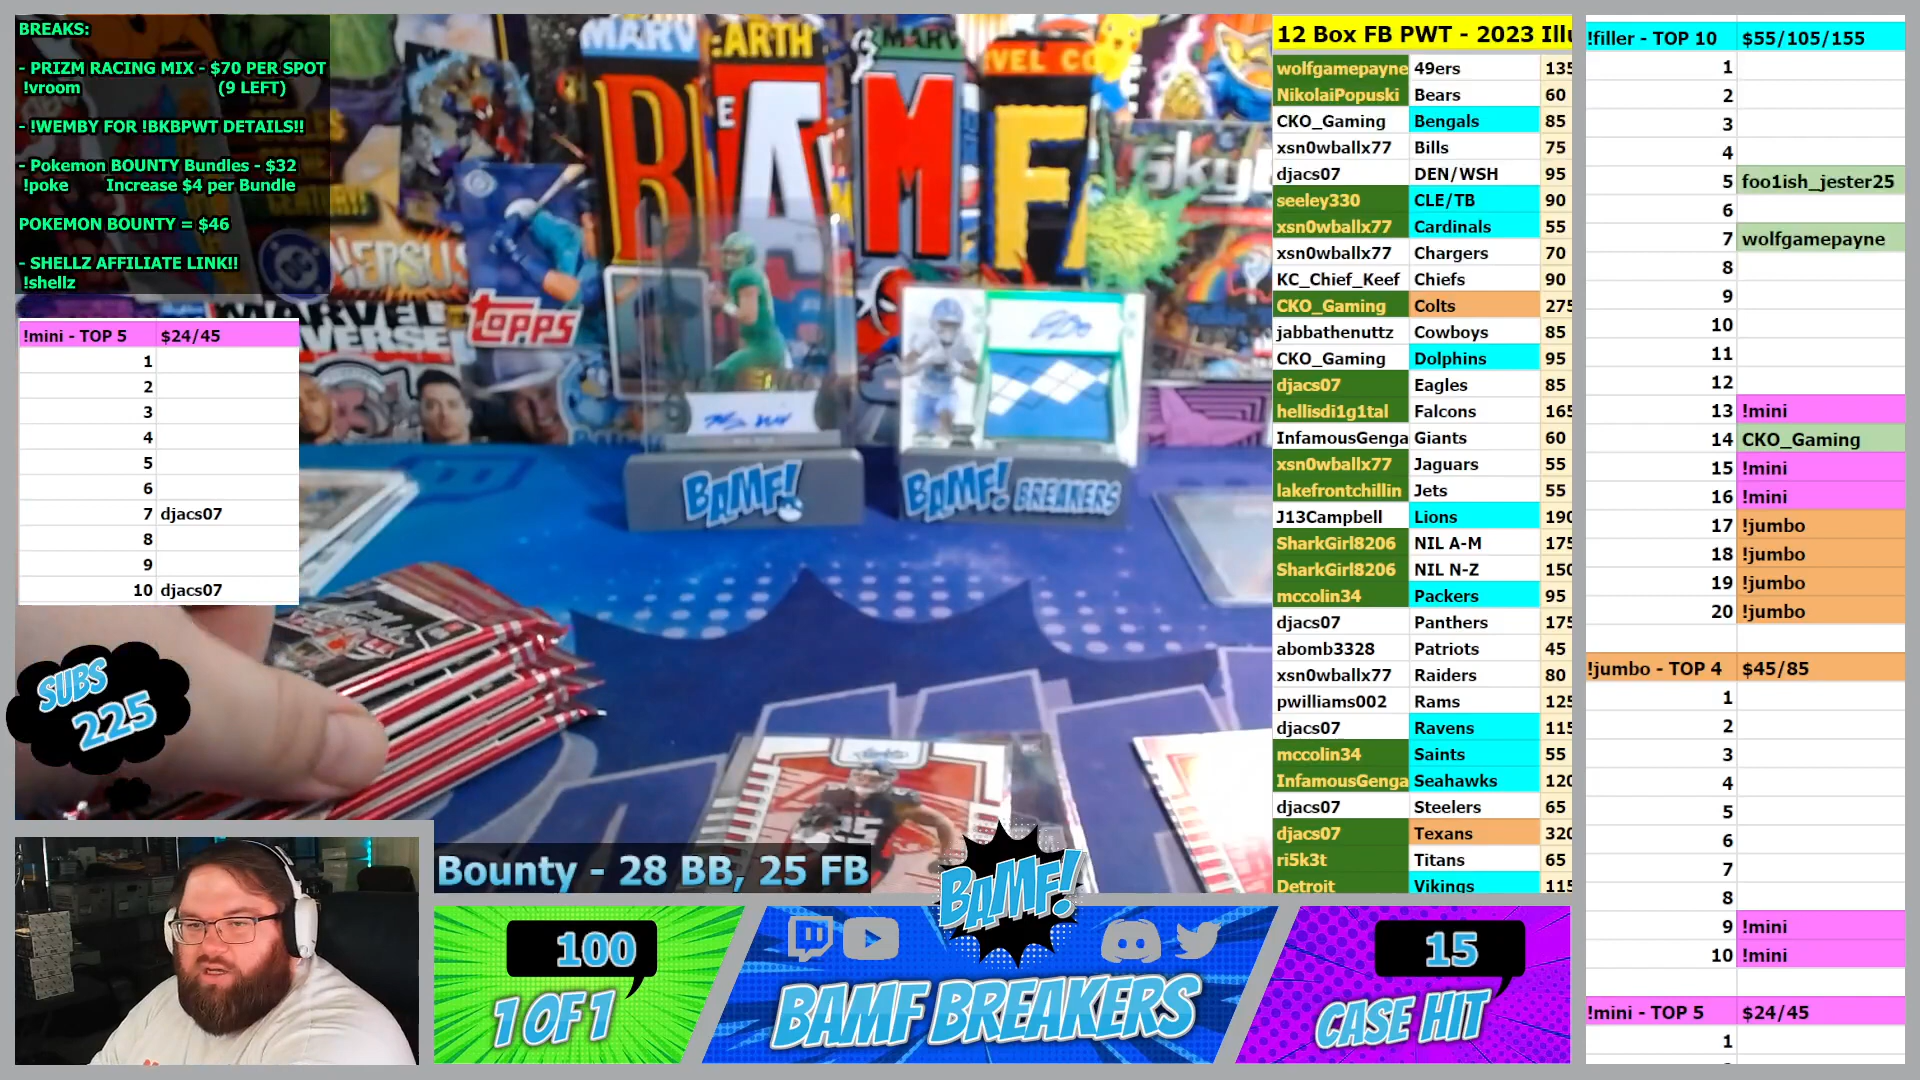 BREAKS:
- PRIZM RACING MIX - $70 PER SPOT
!vroom (9 LEFT)
- !WEMBY FOR !BKBPWT DETAILS!!
- Pokemon BOUNTY Bundles - $32
!poke Increase $4 per Bundle
POKEMON BOUNTY = $46
- SHELLZ AFFILIATE LINK!!
!shellz
!mini - TOP 5 $24/45
1
2
3
4
5
6
7 djacs07
8
9
10 djacs07
SUBS
225
MARV
EARTH
MARV
VEL
BAMF
topps
MARVEL
VERSE
BAMF!
BAMF! BREAKERS
12 Box FB PWT - 2023 Illu
wolfgamepayne 49ers 135
NikolaiPopuski Bears 60
CKO_Gaming Bengals 85
xsn0wballx77 Bills 75
djacs07 DEN/WSH 95
seeley330 CLE/TB 90
xsn0wballx77 Cardinals 55
xsn0wballx77 Chargers 70
KC_Chief_Keef Chiefs 90
CKO_Gaming Colts 275
jabbathenuttz Cowboys 85
CKO_Gaming Dolphins 95
djacs07 Eagles 85
hellisdi1g1tal Falcons 165
InfamousGenga Giants 60
xsn0wballx77 Jaguars 55
lakefrontchillin Jets 55
J13Campbell Lions 190
SharkGirl8206 NIL A-M 175
SharkGirl8206 NIL N-Z 150
mccolin34 Packers 95
djacs07 Panthers 175
abomb3328 Patriots 45
xsn0wballx77 Raiders 80
pwilliams002 Rams 125
djacs07 Ravens 115
mccolin34 Saints 55
InfamousGenga Seahawks 120
djacs07 Steelers 65
djacs07 Texans 320
ri5k3t Titans 65
Detroit Vikings 115
!filler - TOP 10 $55/105/155
1
2
3
4
5 foo1ish_jester25
6
7 wolfgamepayne
8
9
10
11
12
13 !mini
14 CKO_Gaming
15 !mini
16 !mini
17 !jumbo
18 !jumbo
19 !jumbo
20 !jumbo
!jumbo - TOP 4 $45/85
1
2
3
4
5
6
7
8
9 !mini
10 !mini
!mini - TOP 5 $24/45
1
Bounty - 28 BB, 25 FB
BAMF!
100
1 OF 1
BAMF BREAKERS
15
CASE HIT